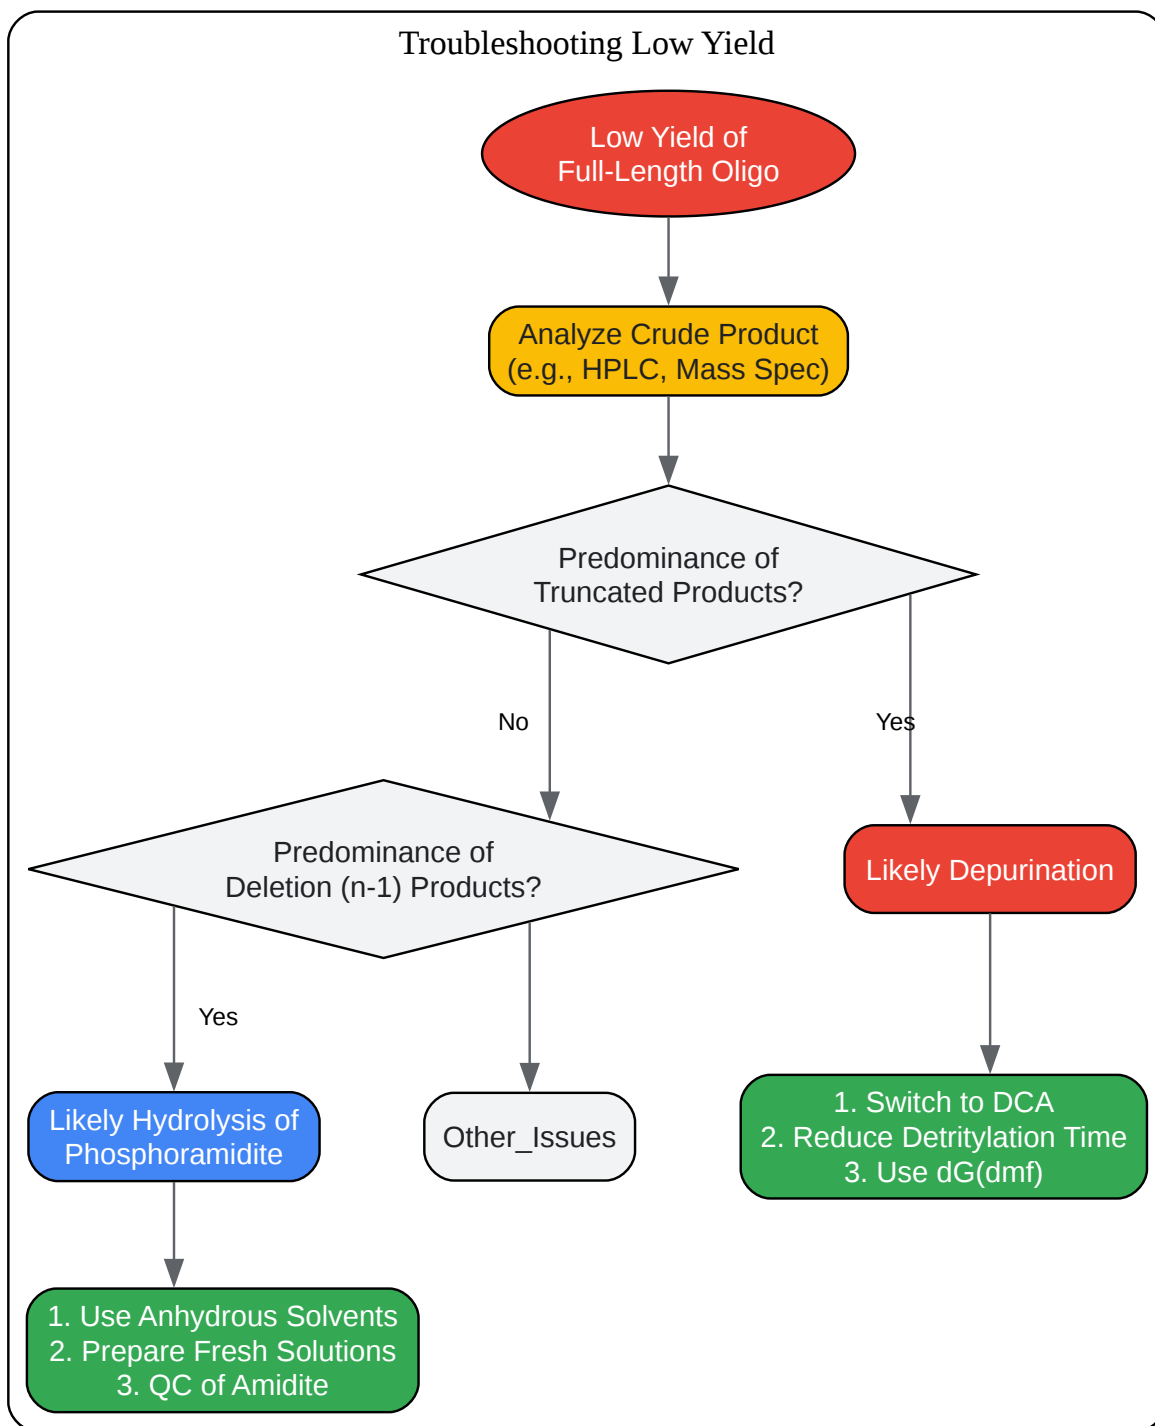 Troubleshooting Low Yield
Low Yield of
Full-Length Oligo
Analyze Crude Product
(e.g., HPLC, Mass Spec)
Predominance of
Truncated Products?
No
Yes
Predominance of
Deletion (n-1) Products?
Likely Depurination
Yes
Likely Hydrolysis of
Phosphoramidite
Other_Issues
1. Switch to DCA
2. Reduce Detritylation Time
3. Use dG(dmf)
1. Use Anhydrous Solvents
2. Prepare Fresh Solutions
3. QC of Amidite